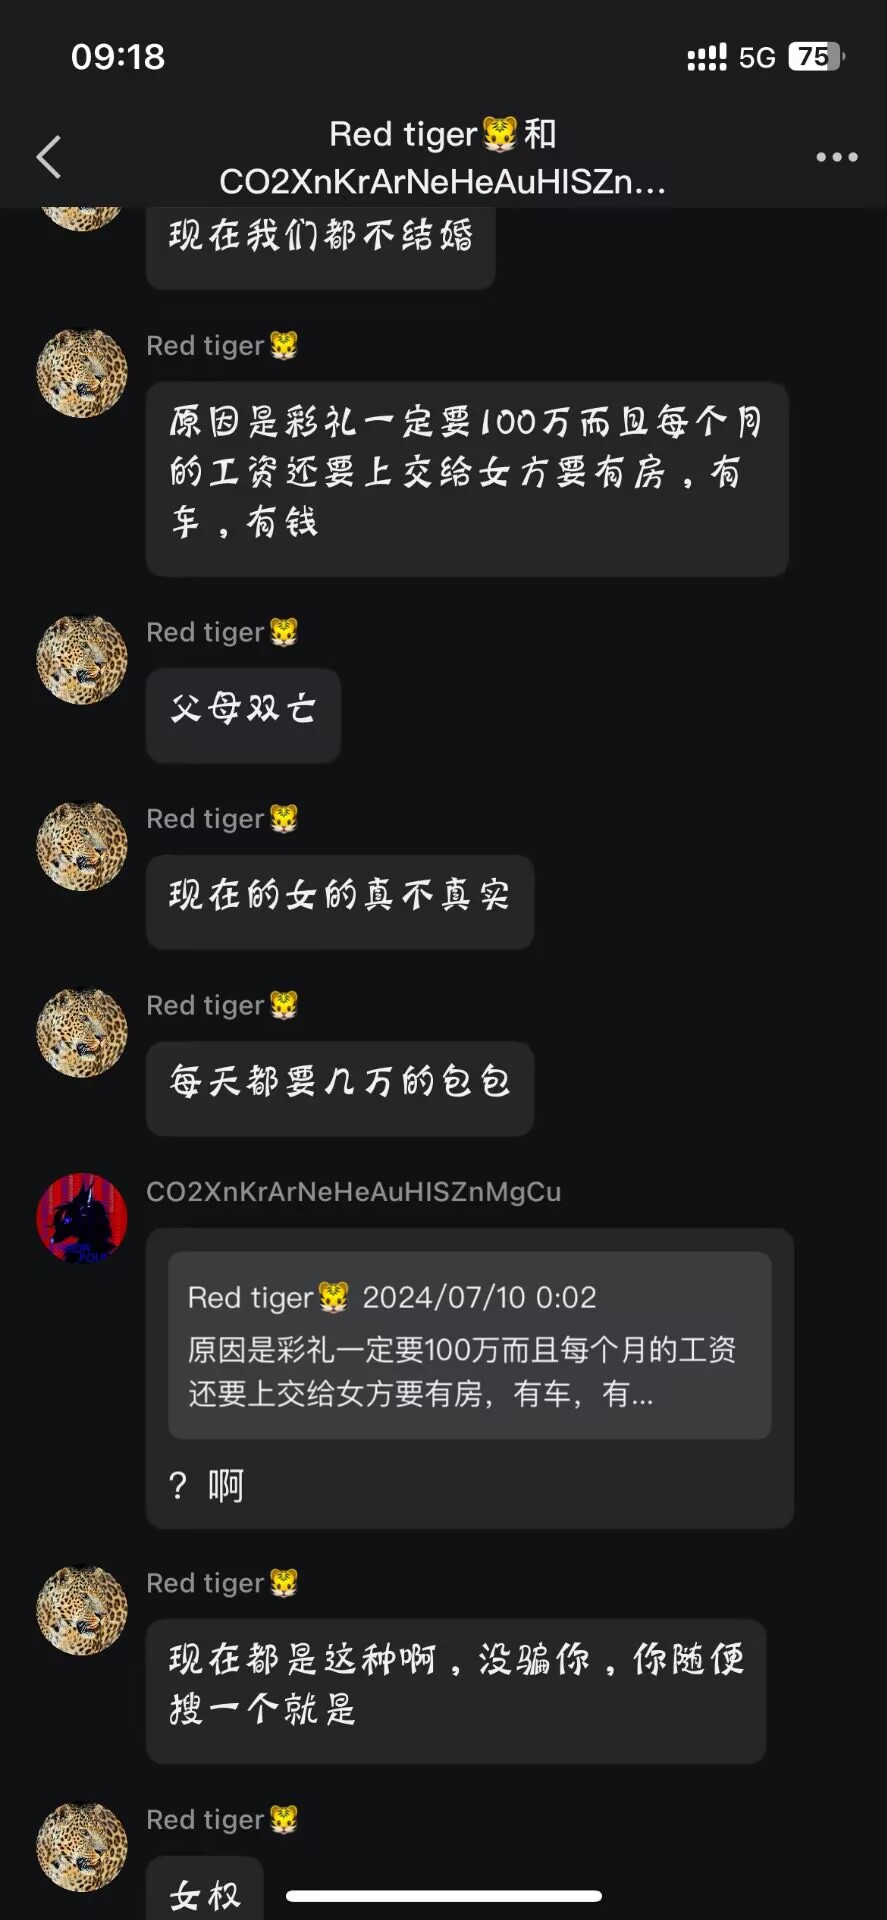 09:18
5G
75
Red tiger🐯和
CO2XnKrArNeHeAuHISZn...
现在我们都不结婚
Red tiger🐯
原因是彩礼一定要100万而且每个月
的工资还要上交给女方要有房，有
车，有钱
Red tiger🐯
父母双亡
Red tiger🐯
现在的女的真不真实
Red tiger🐯
每天都要几万的包包
CO2XnKrArNeHeAuHISZnMgCu
Red tiger🐯 2024/07/10 0:02
原因是彩礼一定要100万而且每个月的工资
还要上交给女方要有房，有车，有...
？啊
Red tiger🐯
现在都是这种啊，没骗你，你随便
搜一个就是
Red tiger🐯
女权